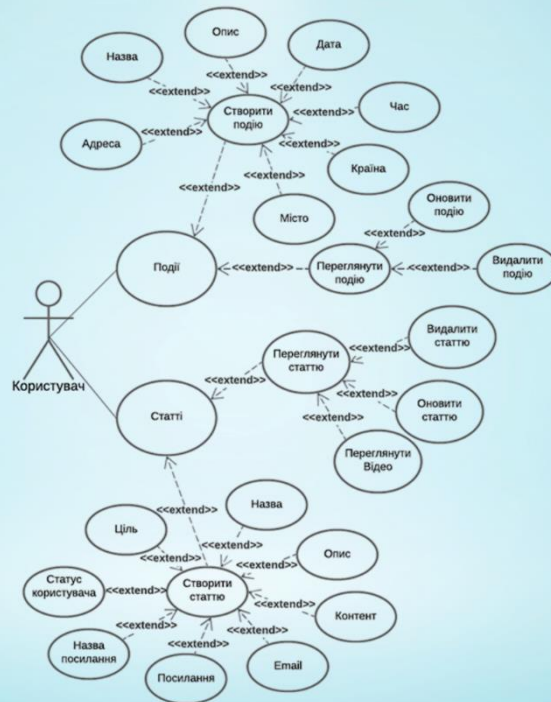 Опис
Назва
Дата
<<extend>>
<<extend>>
<<extend>>
Створити
подію
<<extend>>
Час
Адреса
<<extend>>
<<extend>>
Країна
<<extend>>
<<extend>>
Місто
Оновити
подію
<<extend>>
Події
<<extend>>
Переглянути
подію
<<extend>>
Видалити
подію
Користувач
Видалити
статтю
<<extend>>
Переглянути
статтю
<<extend>>
<<extend>>
Оновити
статтю
<<extend>>
Статті
Переглянути
Відео
<<extend>>
Назва
Ціль
<<extend>>
<<extend>>
Опис
<<extend>>
Статус
користувача
<<extend>>
Створити
статтю
<<extend>>
Контент
<<extend>>
<<extend>>
<<extend>>
Назва
посилання
Посилання
Email